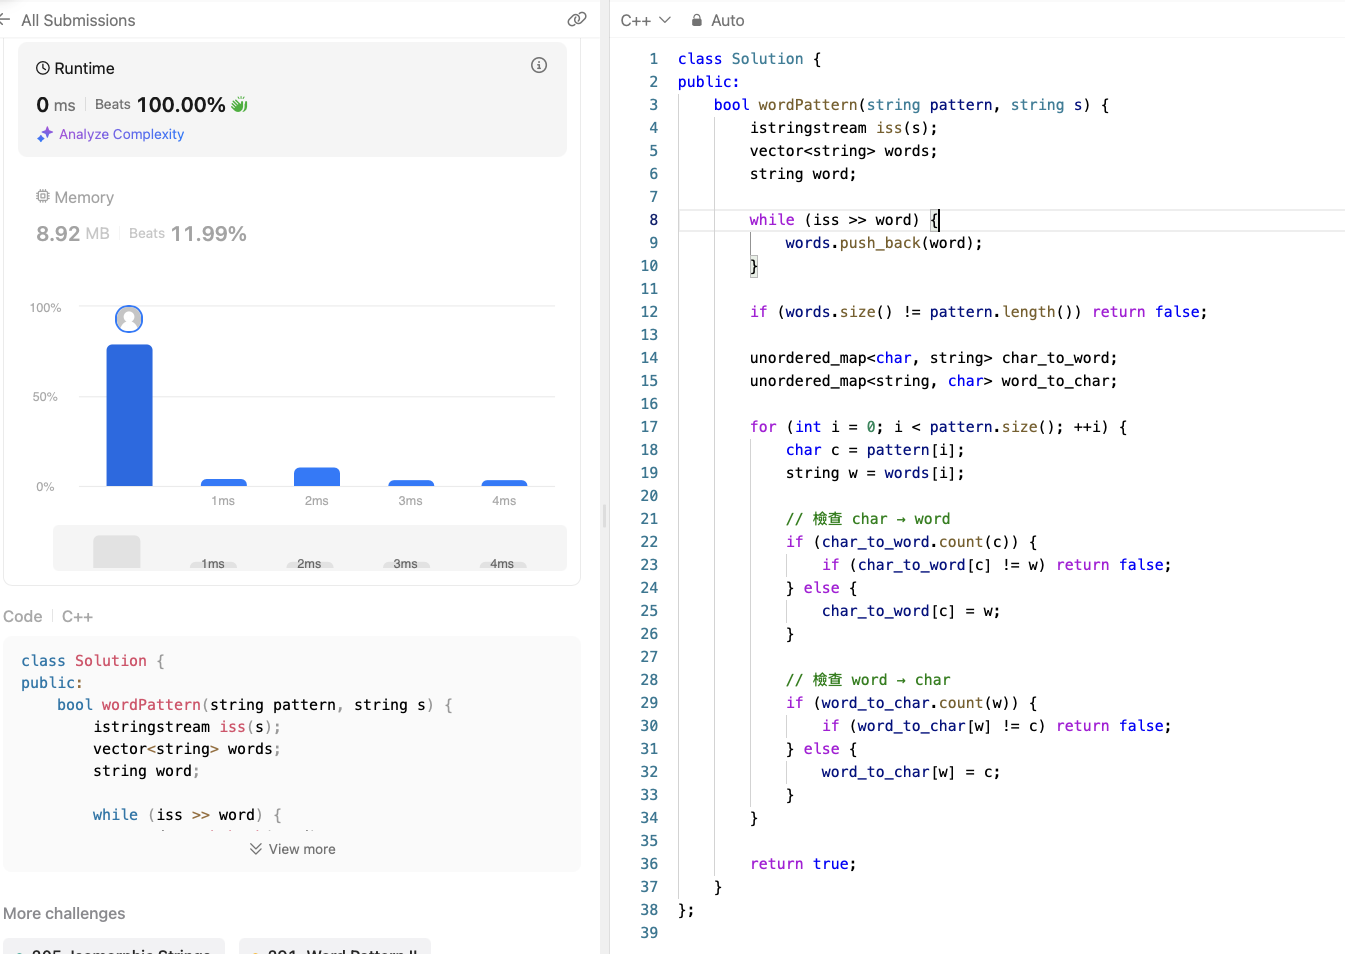 All Submissions
Runtime
0 ms | Beats 100.00%
Analyze Complexity
Memory
8.92 MB | Beats 11.99%
100%
50%
0%
1ms 2ms 3ms 4ms
1ms 2ms 3ms 4ms
Code | C++
class Solution {
public:
    bool wordPattern(string pattern, string s) {
        istringstream iss(s);
        vector<string> words;
        string word;
        while (iss >> word) {
View more
More challenges
205. Isomorphic Strings
291. Word Pattern II
C++ Auto
1 class Solution {
2 public:
3     bool wordPattern(string pattern, string s) {
4         istringstream iss(s);
5         vector<string> words;
6         string word;
7
8         while (iss >> word) {
9             words.push_back(word);
10         }
11
12         if (words.size() != pattern.length()) return false;
13
14         unordered_map<char, string> char_to_word;
15         unordered_map<string, char> word_to_char;
16
17         for (int i = 0; i < pattern.size(); ++i) {
18             char c = pattern[i];
19             string w = words[i];
20
21             // 檢查 char → word
22             if (char_to_word.count(c)) {
23                 if (char_to_word[c] != w) return false;
24             } else {
25                 char_to_word[c] = w;
26             }
27
28             // 檢查 word → char
29             if (word_to_char.count(w)) {
30                 if (word_to_char[w] != c) return false;
31             } else {
32                 word_to_char[w] = c;
33             }
34         }
35
36         return true;
37     }
38 };
39